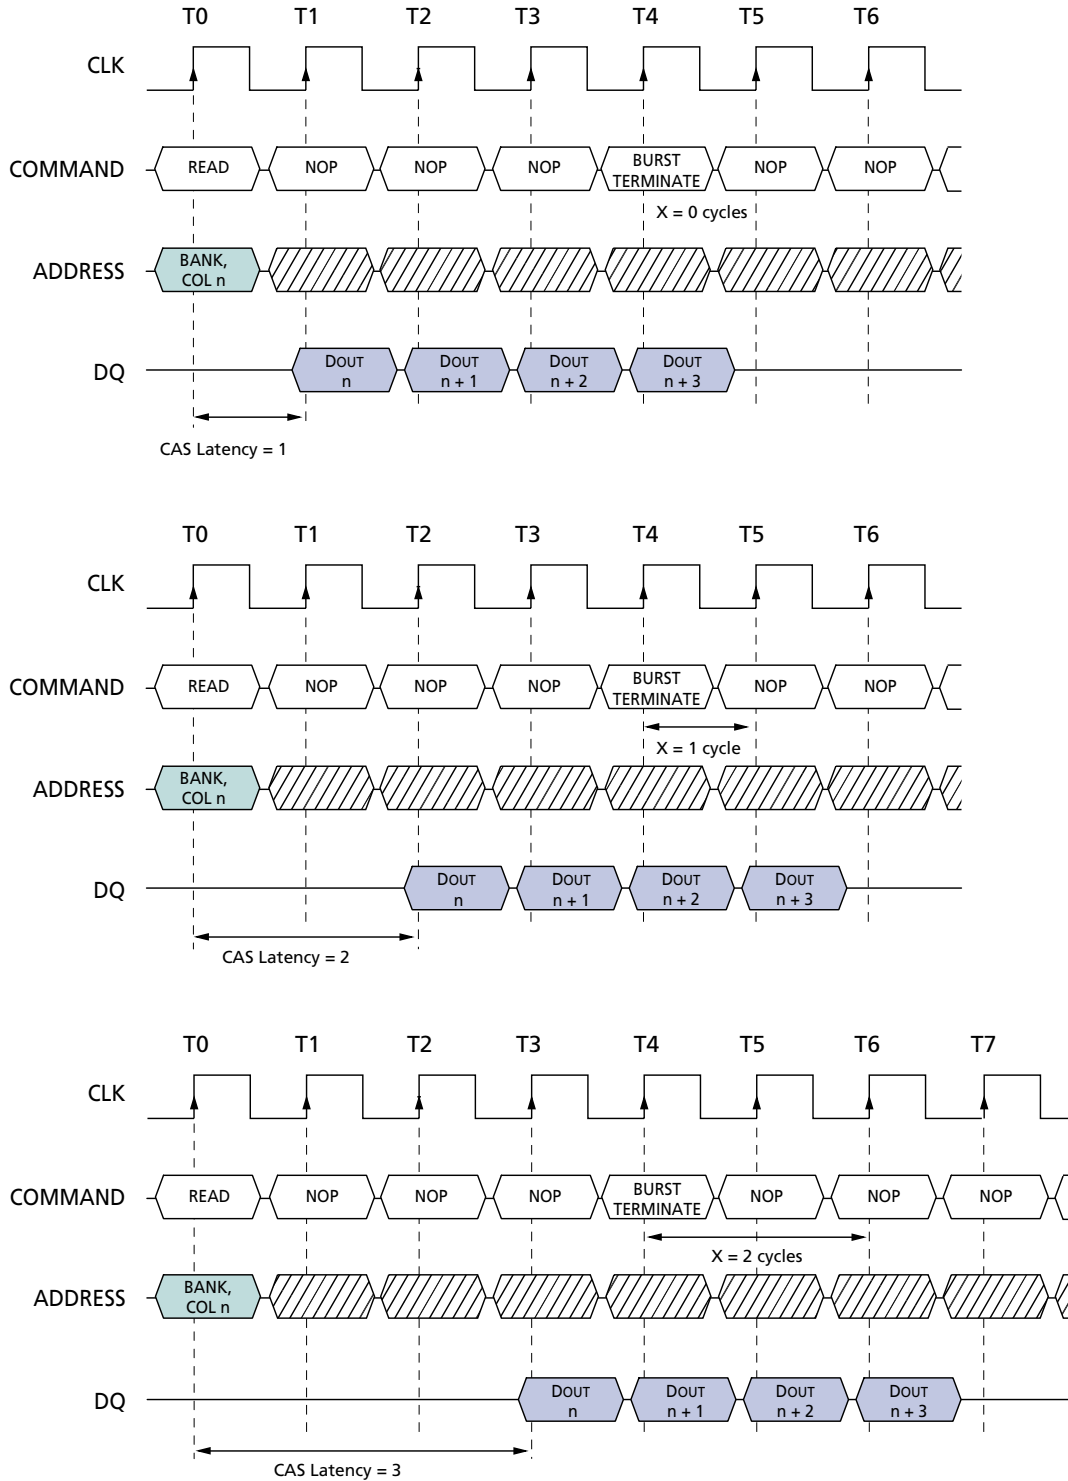 T0 T1 T2 T3 T4 T5 T6
CLK
COMMAND READ NOP NOP NOP BURST TERMINATE NOP NOP
X = 0 cycles
ADDRESS BANK, COL n
DQ DOUT n DOUT n + 1 DOUT n + 2 DOUT n + 3
CAS Latency = 1
T0 T1 T2 T3 T4 T5 T6
CLK
COMMAND READ NOP NOP NOP BURST TERMINATE NOP NOP
X = 1 cycle
ADDRESS BANK, COL n
DQ DOUT n DOUT n + 1 DOUT n + 2 DOUT n + 3
CAS Latency = 2
T0 T1 T2 T3 T4 T5 T6 T7
CLK
COMMAND READ NOP NOP NOP BURST TERMINATE NOP NOP NOP
X = 2 cycles
ADDRESS BANK, COL n
DQ DOUT n DOUT n + 1 DOUT n + 2 DOUT n + 3
CAS Latency = 3